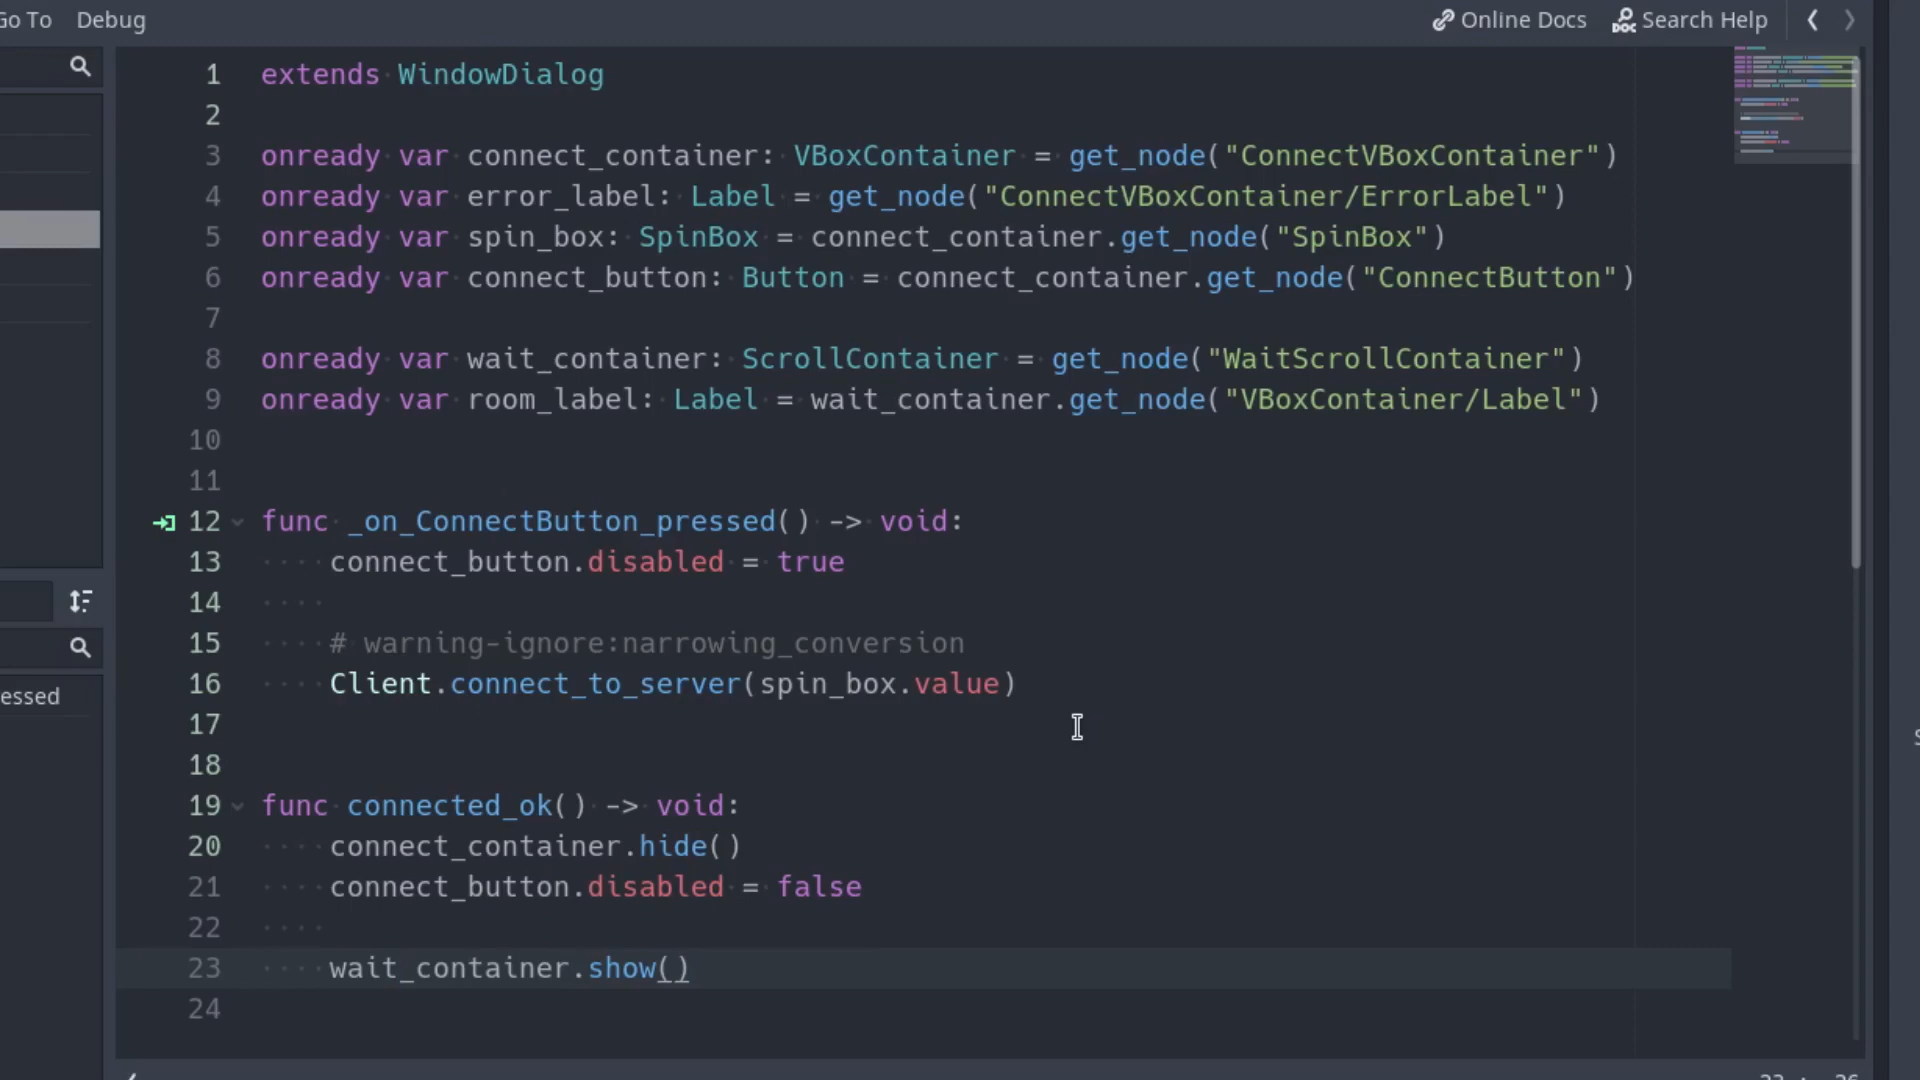 Go To Debug Online Docs Search Help
1 extends WindowDialog
2
3 onready var connect_container: VBoxContainer = get_node("ConnectVBoxContainer")
4 onready var error_label: Label = get_node("ConnectVBoxContainer/ErrorLabel")
5 onready var spin_box: SpinBox = connect_container.get_node("SpinBox")
6 onready var connect_button: Button = connect_container.get_node("ConnectButton")
7
8 onready var wait_container: ScrollContainer = get_node("WaitScrollContainer")
9 onready var room_label: Label = wait_container.get_node("VBoxContainer/Label")
10
11
12 func _on_ConnectButton_pressed() -> void:
13 connect_button.disabled = true
14
15 # warning-ignore:narrowing_conversion
16 Client.connect_to_server(spin_box.value)
essed
17
18
19 func connected_ok() -> void:
20 connect_container.hide()
21 connect_button.disabled = false
22
23 wait_container.show()
24